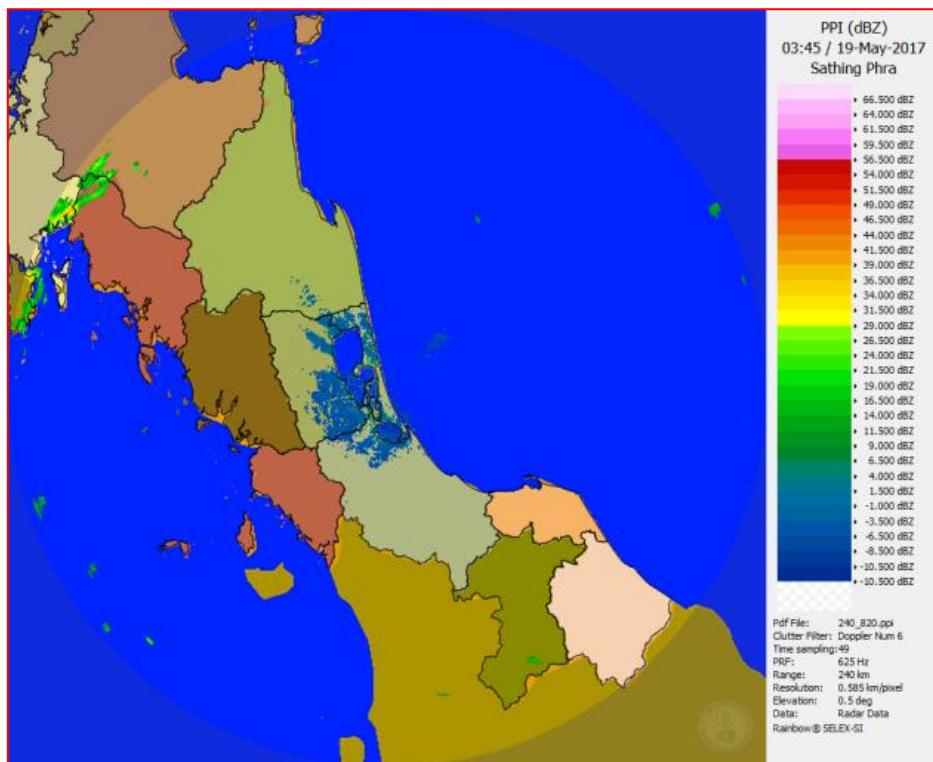 PPI (dBZ)
03:45 / 19-May-2017
Sathing Phra
66.500 dBZ
64.000 dBZ
61.500 dBZ
59.500 dBZ
56.500 dBZ
54.000 dBZ
51.500 dBZ
49.000 dBZ
46.500 dBZ
44.000 dBZ
41.500 dBZ
39.000 dBZ
36.500 dBZ
34.000 dBZ
31.500 dBZ
29.000 dBZ
26.500 dBZ
24.000 dBZ
21.500 dBZ
19.000 dBZ
16.500 dBZ
14.000 dBZ
11.500 dBZ
9.000 dBZ
6.500 dBZ
4.000 dBZ
1.500 dBZ
-1.000 dBZ
-3.500 dBZ
-6.500 dBZ
-8.500 dBZ
-10.500 dBZ
-10.500 dBZ
Pdf File: 240_820.ppi
Clutter Filter: Doppler Num 6
Time sampling:49
PRF: 625 Hz
Range: 240 km
Resolution: 0.585 km/pixel
Elevation: 0.5 deg
Data: Radar Data
Rainbow® SELEX-SI